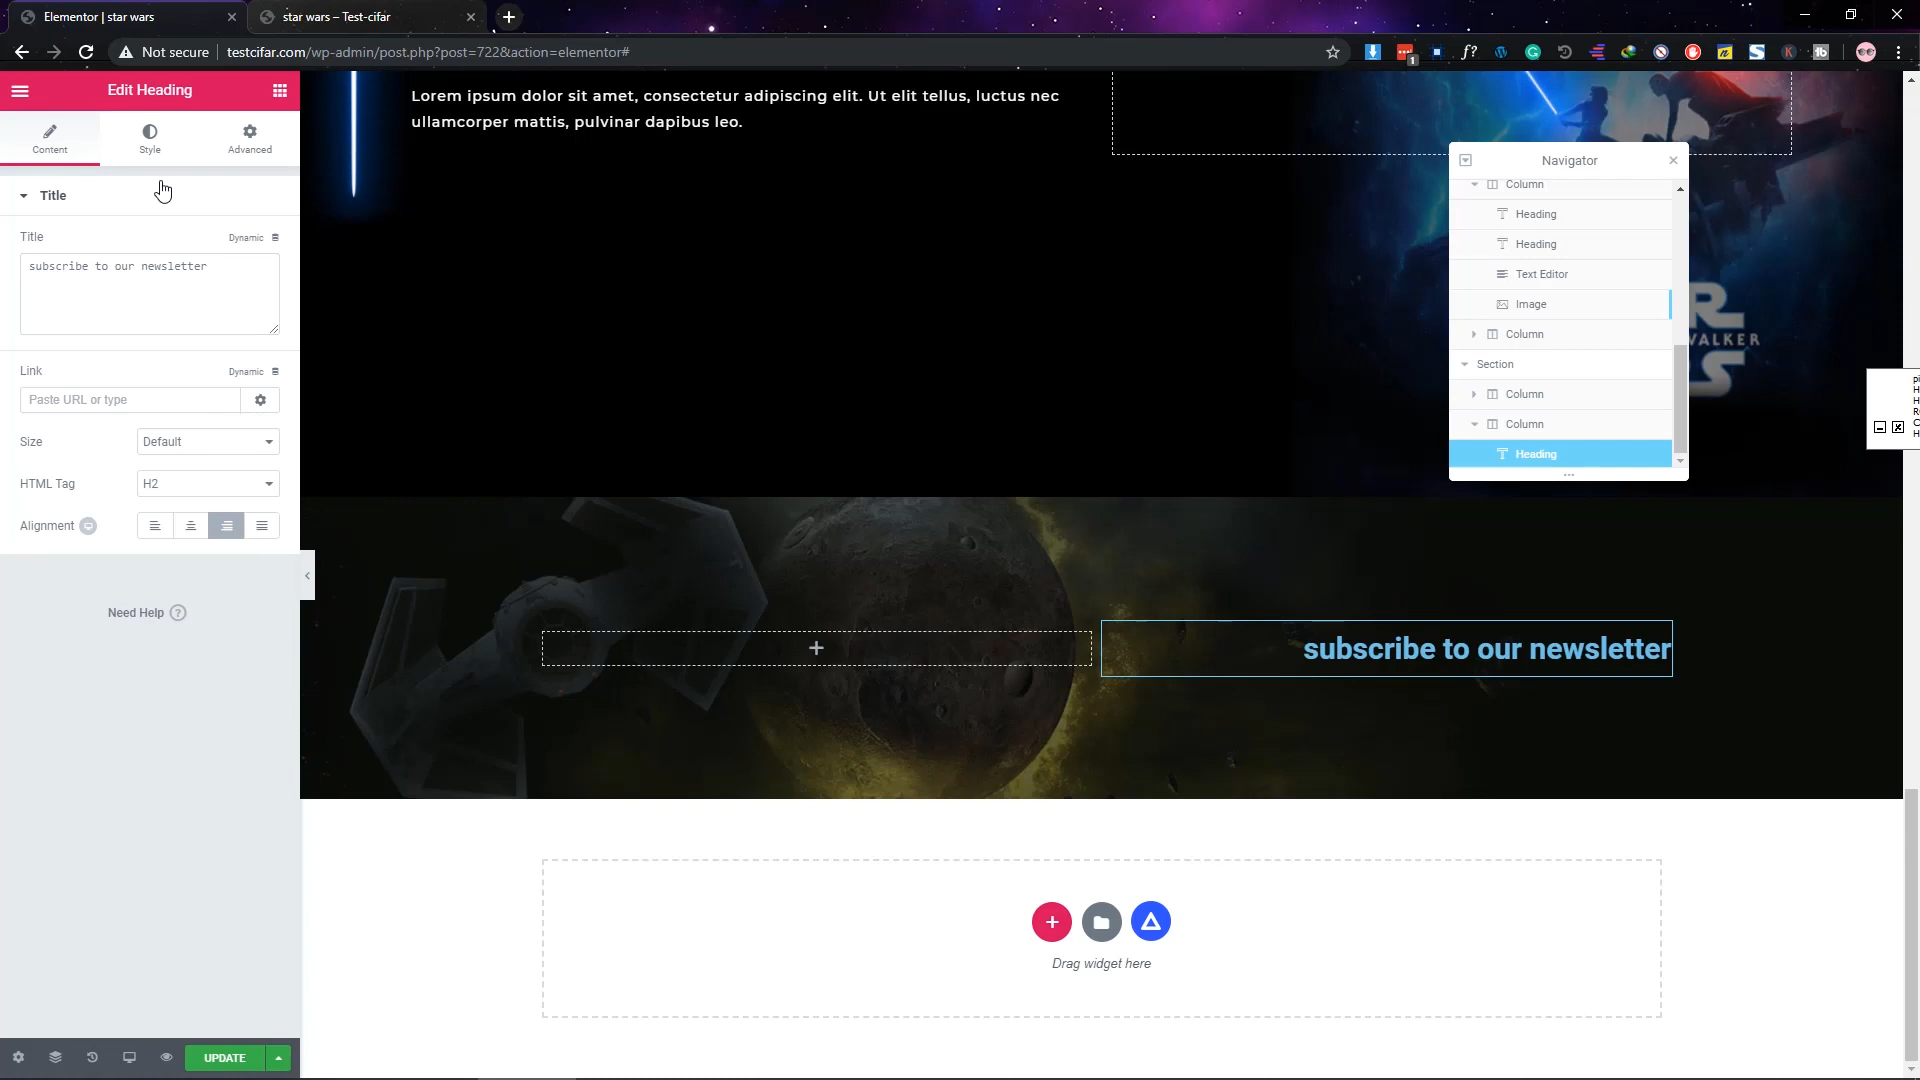 Elementor | star wars
star wars – Test-cifar
Not secure
testcifar.com/wp-admin/post.php?post=722&action=elementor#
Edit Heading
Content
Style
Advanced
Title
Title
Dynamic
subscribe to our newsletter
Link
Dynamic
Paste URL or type
Size
Default
HTML Tag
H2
Alignment
Need Help
UPDATE
Lorem ipsum dolor sit amet, consectetur adipiscing elit. Ut elit tellus, luctus nec
ullamcorper mattis, pulvinar dapibus leo.
Navigator
Column
Heading
Heading
Text Editor
Image
Column
Section
Column
Column
Heading
WALKER
subscribe to our newsletter
Drag widget here